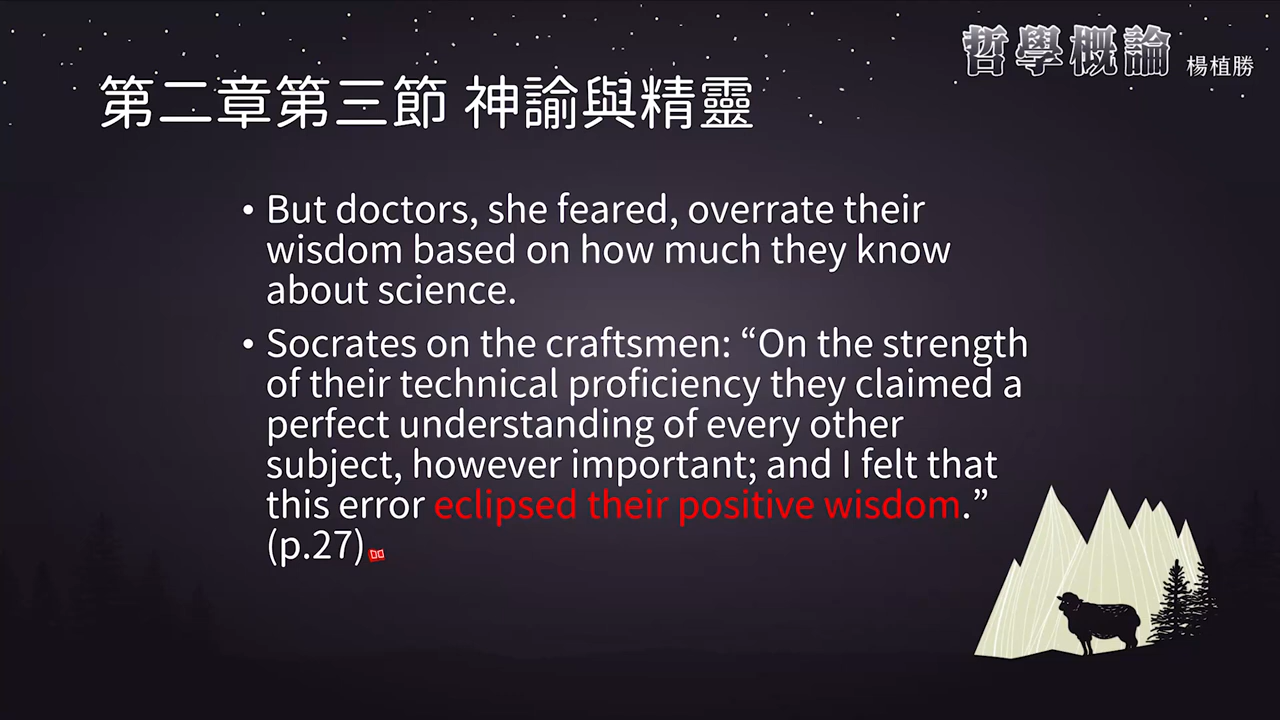 哲學概論 楊植勝
第二章第三節 神諭與精靈
• But doctors, she feared, overrate their
wisdom based on how much they know
about science.
• Socrates on the craftsmen: “On the strength
of their technical proficiency they claimed a
perfect understanding of every other
subject, however important; and I felt that
this error eclipsed their positive wisdom.”
(p.27)